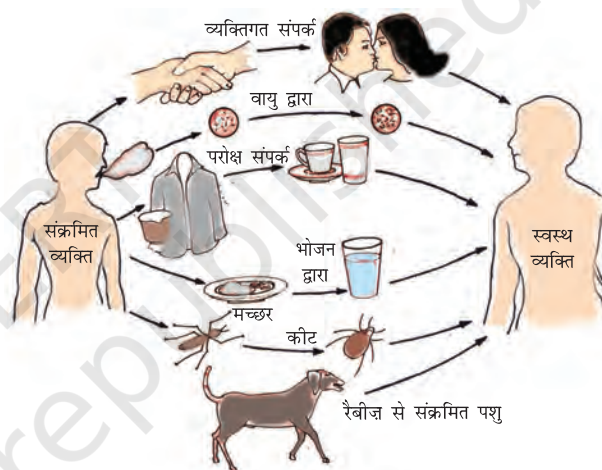 व्यक्तिगत संपर्क
वायु द्वारा
परोक्ष संपर्क
संक्रमित
व्यक्ति
भोजन
द्वारा
स्वस्थ
व्यक्ति
मच्छर
कीट
रैबीज़ से संक्रमित पशु